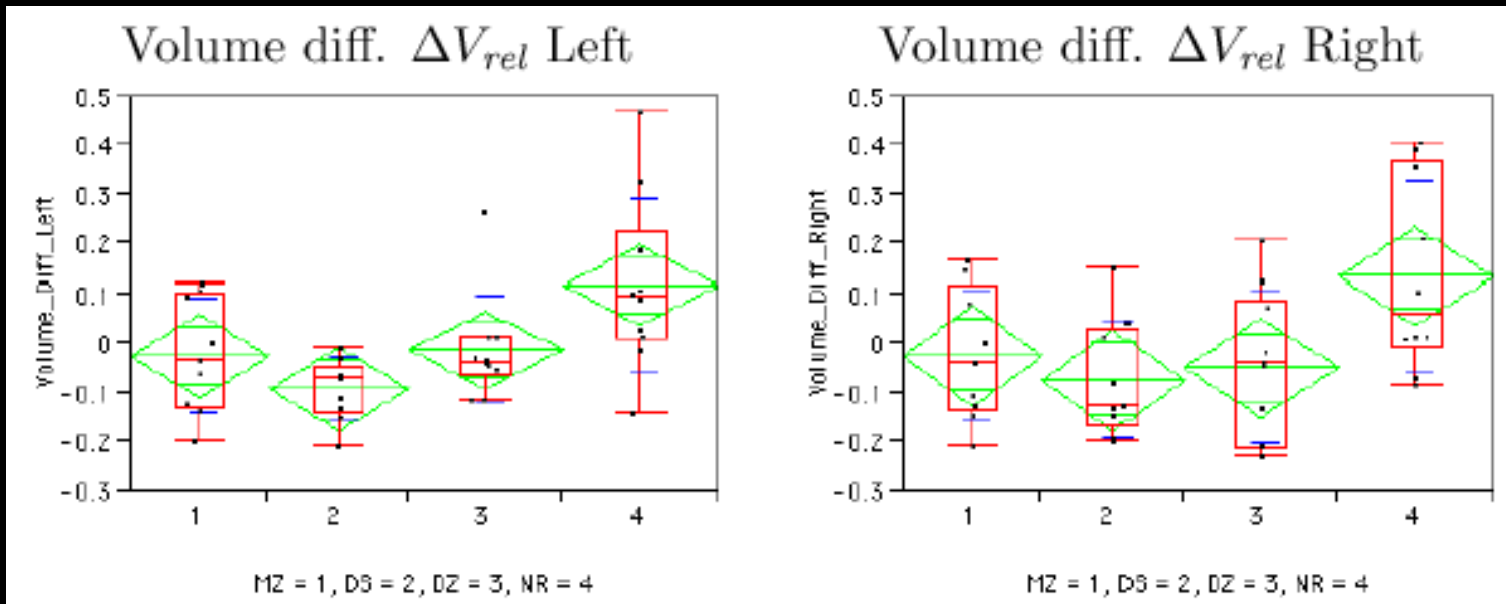 Volume diff. ΔV_rel Left
0.5
0.4
0.3
0.2
0.1
0
-0.1
-0.2
-0.3
Volume_Diff_Left
1 2 3 4
MZ = 1, DS = 2, DZ = 3, NR = 4
Volume diff. ΔV_rel Right
0.5
0.4
0.3
0.2
0.1
0
-0.1
-0.2
-0.3
Volume_Diff_Right
1 2 3 4
MZ = 1, DS = 2, DZ = 3, NR = 4